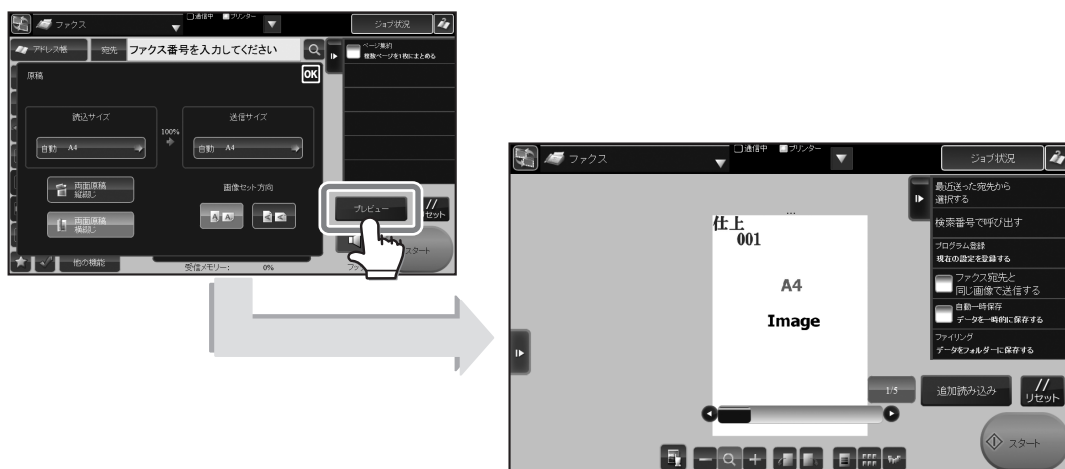 ファクス
通信中
プリンター
ジョブ状況
アドレス帳
宛先
ファクス番号を入力してください
ページ集約
複数ページを1枚にまとめる
原稿
OK
読込サイズ
100%
送信サイズ
自動 A4
自動 A4
両面原稿
縦綴じ
両面原稿
横綴じ
画像セット方向
プレビュー
リセット
スタート
他の機能
受信メモリー: 0%
ファ
ファクス
通信中
プリンター
ジョブ状況
最近送った宛先から
選択する
検索番号で呼び出す
プログラム登録
現在の設定を登録する
ファクス宛先と
同じ画像で送信する
自動一時保存
データを一時的に保存する
ファイリング
データをフォルダーに保存する
...
仕上
001
A4
Image
1/5
追加読み込み
リセット
スタート